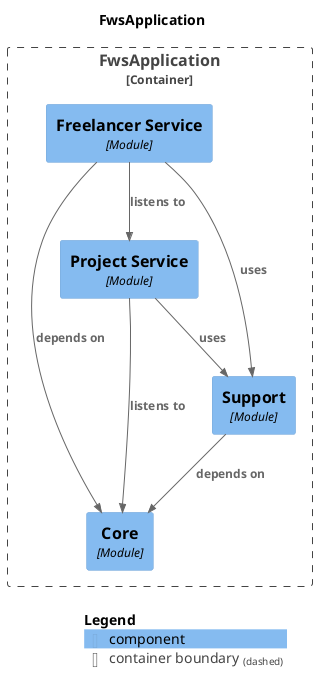 FwsApplication
FwsApplication
[Container]
Freelancer Service
[Module]
listens to
Project Service
[Module]
uses
depends on
uses
listens to
Support
[Module]
depends on
Core
[Module]
Legend
component
container boundary (dashed)